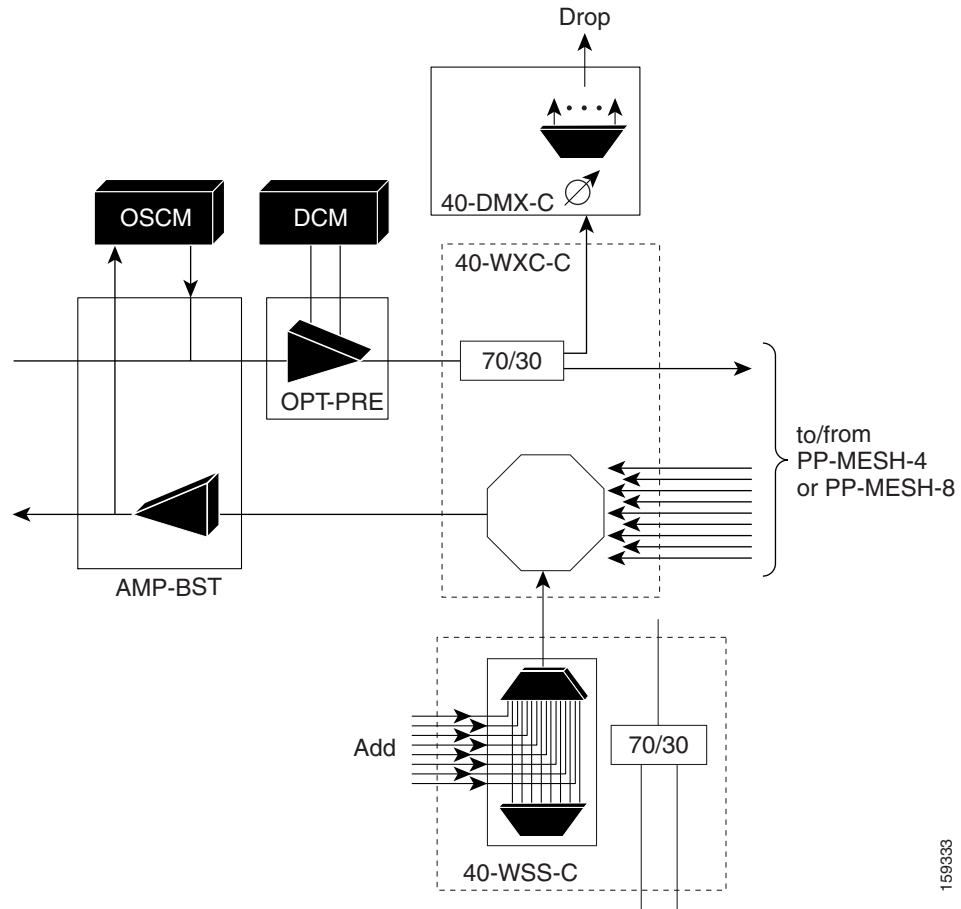 Drop
40-DMX-C
OSCM
DCM
40-WXC-C
70/30
OPT-PRE
to/from
PP-MESH-4
or PP-MESH-8
AMP-BST
Add
70/30
40-WSS-C
159333